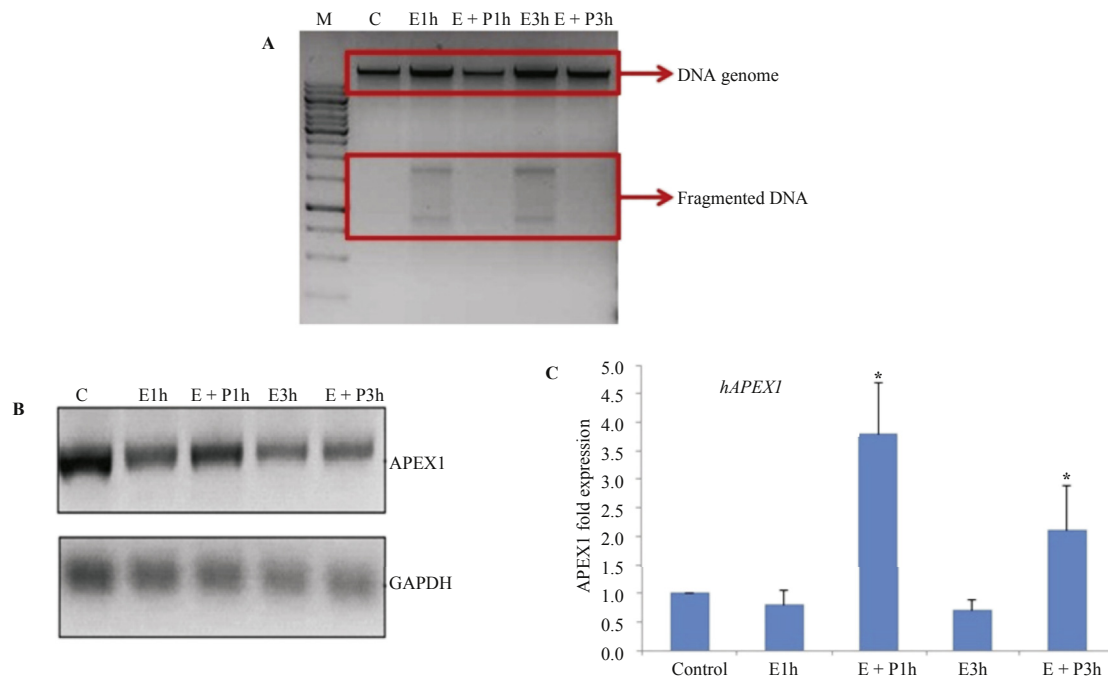 M C E1h E + P1h E3h E + P3h
A
DNA genome
Fragmented DNA
C E1h E + P1h E3h E + P3h
B
APEX1
GAPDH
C
hAPEX1
APEX1 fold expression
5.0
4.5
4.0
3.5
3.0
2.5
2.0
1.5
1.0
0.5
0.0
*
*
Control E1h E + P1h E3h E + P3h